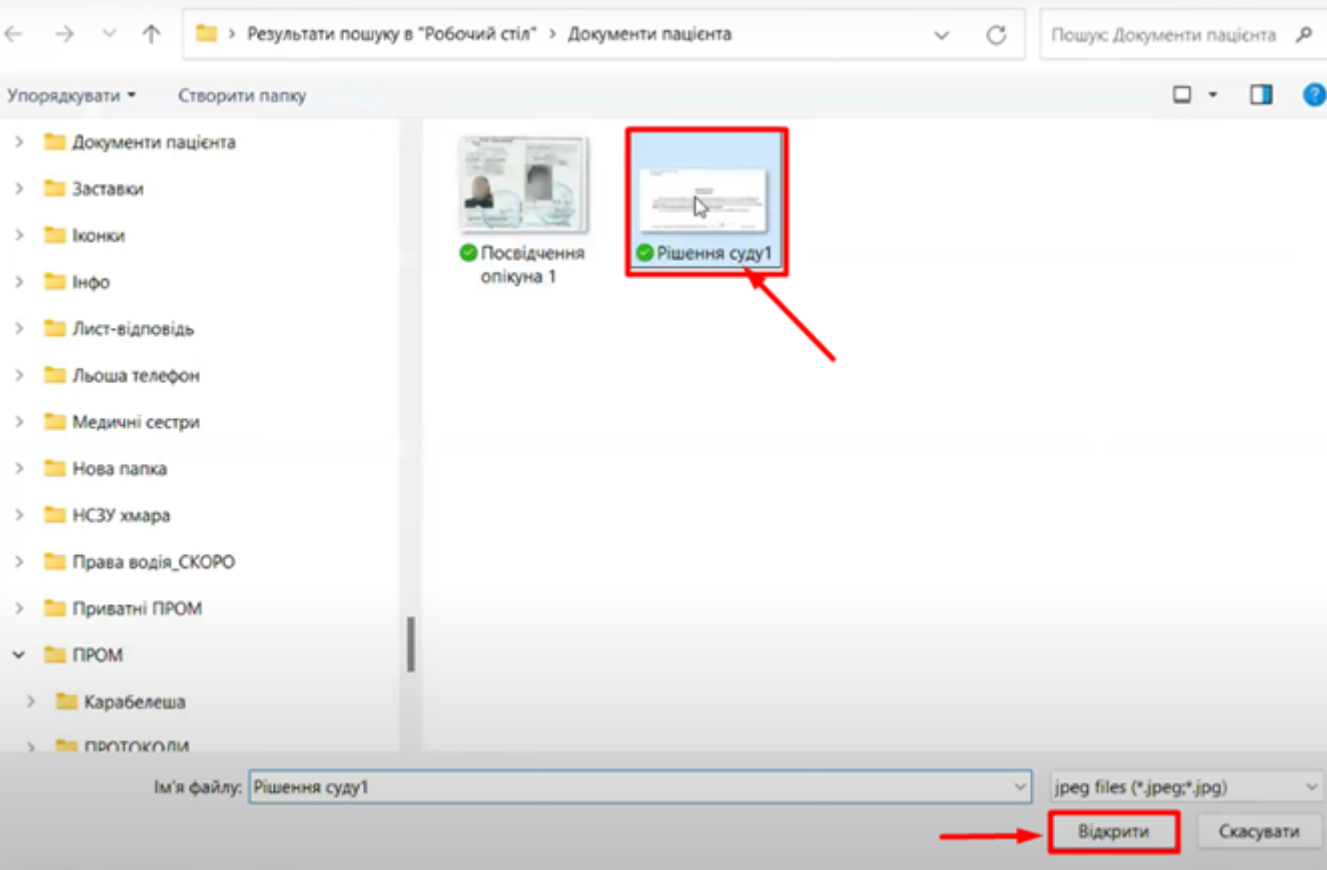 Результати пошуку в "Робочий стіл" > Документи пацієнта
Пошук: Документи пацієнта
Упорядкувати
Створити папку
Документи пацієнта
Заставки
Іконки
Інфо
Лист-відповідь
Льоша телефон
Медичні сестри
Нова папка
НСЗУ хмара
Права водія_СКОРО
Приватні ПРОМ
ПРОМ
Карабелеша
ПРОТОКОЛИ
Посвідчення
опікуна 1
Рішення суду1
Ім'я файлу:
Рішення суду1
jpeg files (*.jpeg;*.jpg)
Відкрити
Скасувати